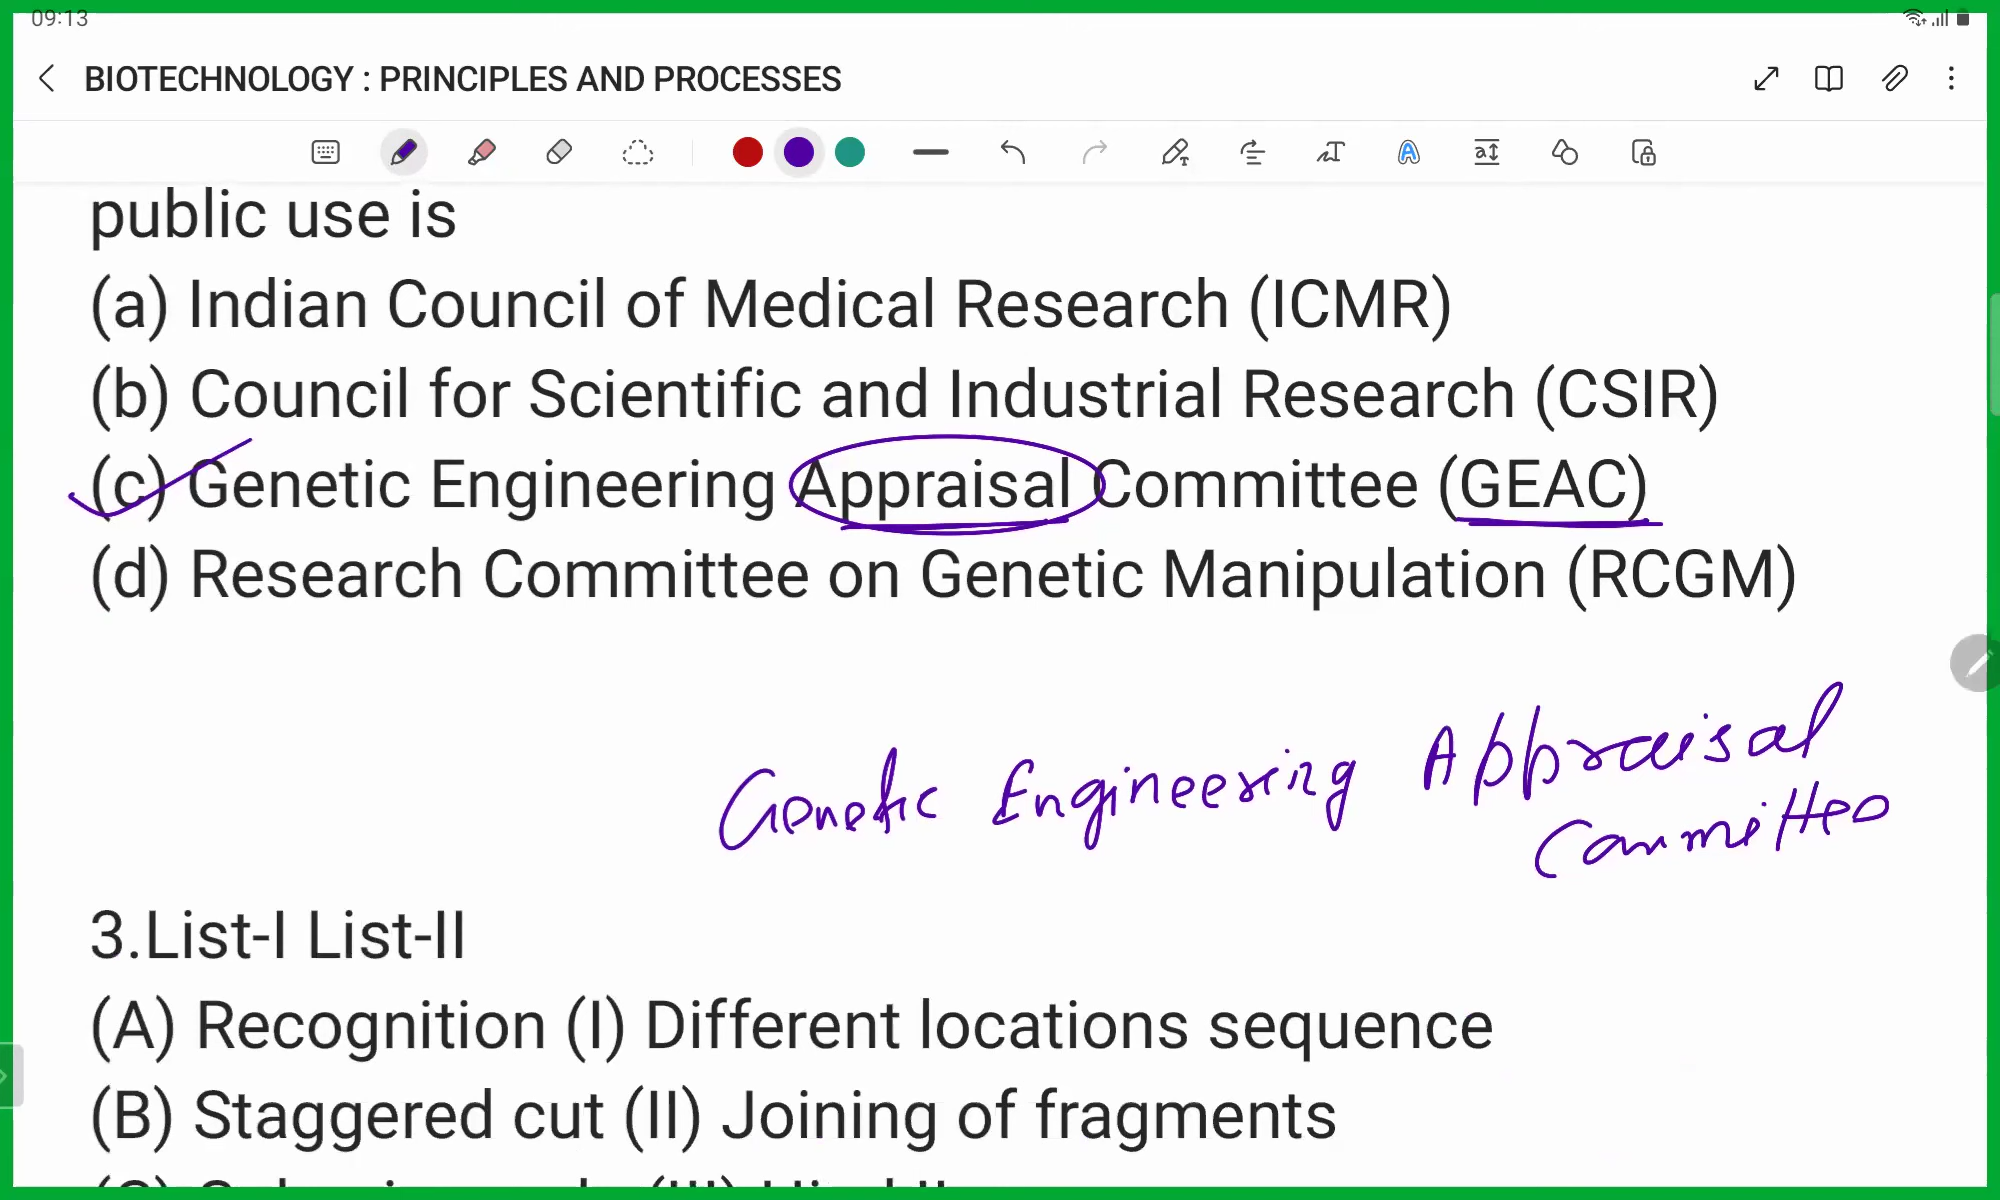 09:13
BIOTECHNOLOGY : PRINCIPLES AND PROCESSES
public use is
(a) Indian Council of Medical Research (ICMR)
(b) Council for Scientific and Industrial Research (CSIR)
(c) Genetic Engineering Appraisal Committee (GEAC)
(d) Research Committee on Genetic Manipulation (RCGM)
Genetic Engineering Appraisal
Committee
3.List-I List-II
(A) Recognition (I) Different locations sequence
(B) Staggered cut (II) Joining of fragments